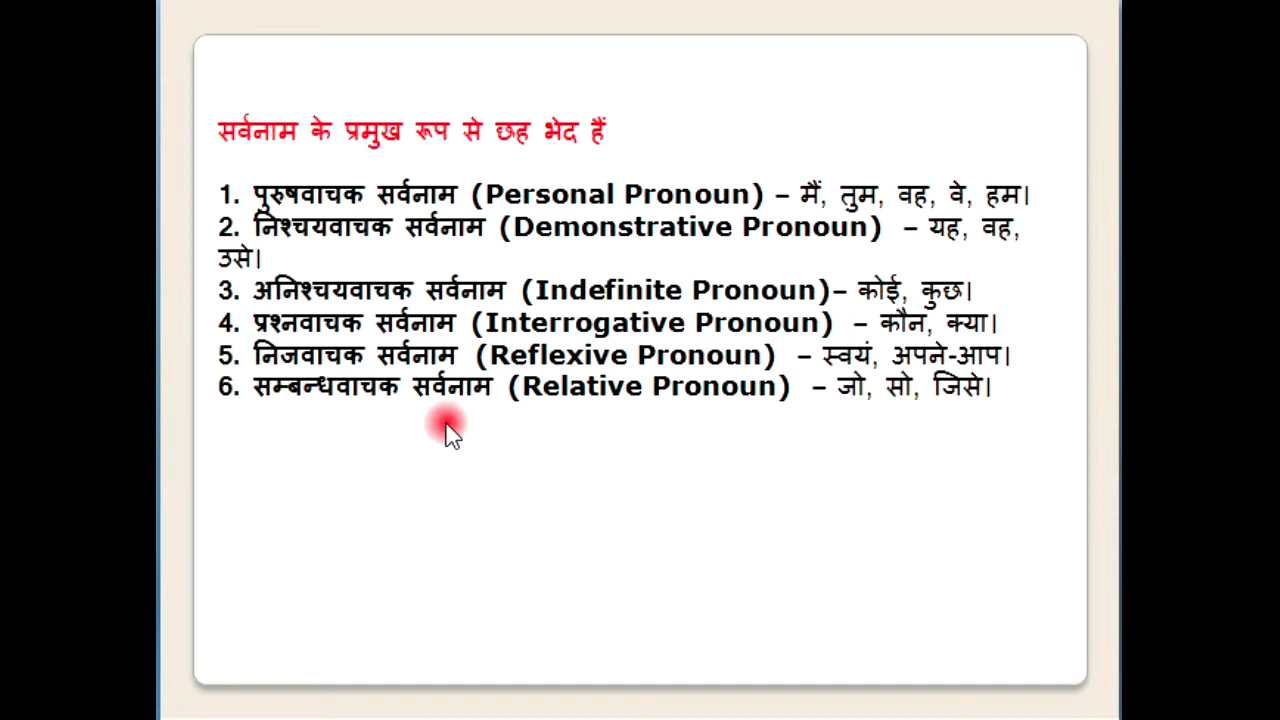 सर्वनाम के प्रमुख रूप से छह भेद हैं
1. पुरुषवाचक सर्वनाम (Personal Pronoun) – मैं, तुम, वह, वे, हम।
2. निश्चयवाचक सर्वनाम (Demonstrative Pronoun) – यह, वह,
उसे।
3. अनिश्चयवाचक सर्वनाम (Indefinite Pronoun)– कोई, कुछ।
4. प्रश्नवाचक सर्वनाम (Interrogative Pronoun) – कौन, क्या।
5. निजवाचक सर्वनाम (Reflexive Pronoun) – स्वयं, अपने-आप।
6. सम्बन्धवाचक सर्वनाम (Relative Pronoun) – जो, सो, जिसे।